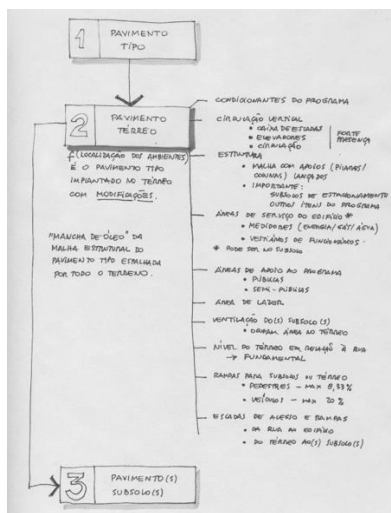 1
PAVIMENTO
TIPO
2
PAVIMENTO
TÉRREO
f(LOCALIZAÇÃO DOS AMBIENTES)
É O PAVIMENTO TIPO
IMPLANTADO NO TÉRREO
COM MODIFICAÇÕES.
"MANCHA DE ÓLEO" DA
MALHA ESTRUTURAL DO
PAVIMENTO TIPO ESPALHADA
POR TODO O TERRENO.
CONDICIONANTES DO PROGRAMA
CIRCULAÇÃO VERTICAL
• CAIXA DE ESCADAS
• ELEVADORES
• CIRCULAÇÃO
FORTE
PRESENÇA
ESTRUTURA
• MALHA COM APOIOS (PILARES/
CORTINAS) LANÇADOS
• IMPORTANTE:
SUBSOLOS DE ESTACIONAMENTO
OUTROS ITENS DO PROGRAMA
ÁREAS DE SERVIÇO DO EDIFÍCIO *
• MEDIDORES (ENERGIA/GÁS/ÁGUA)
• VESTIÁRIOS DE FUNCIONÁRIOS
* PODE SER NO SUBSOLO
ÁREAS DE APOIO AO PROGRAMA
• PÚBLICAS
• SEMI-PÚBLICAS
ÁREA DE LAZER
VENTILAÇÃO DO(S) SUBSOLO(S)
• OCUPAM ÁREA NO TÉRREO
NÍVEL DO TÉRREO EM RELAÇÃO À RUA
→ FUNDAMENTAL
RAMPAS PARA SUBSOLOS OU TÉRREO
• PEDESTRES - MAX 8,33%
• VEÍCULOS - MAX 20%
ESCADAS DE ACESSO E RAMPAS
• DA RUA AO EDIFÍCIO
• DO TÉRREO AO(S) SUBSOLO(S)
3
PAVIMENTO(S)
SUBSOLO(S)